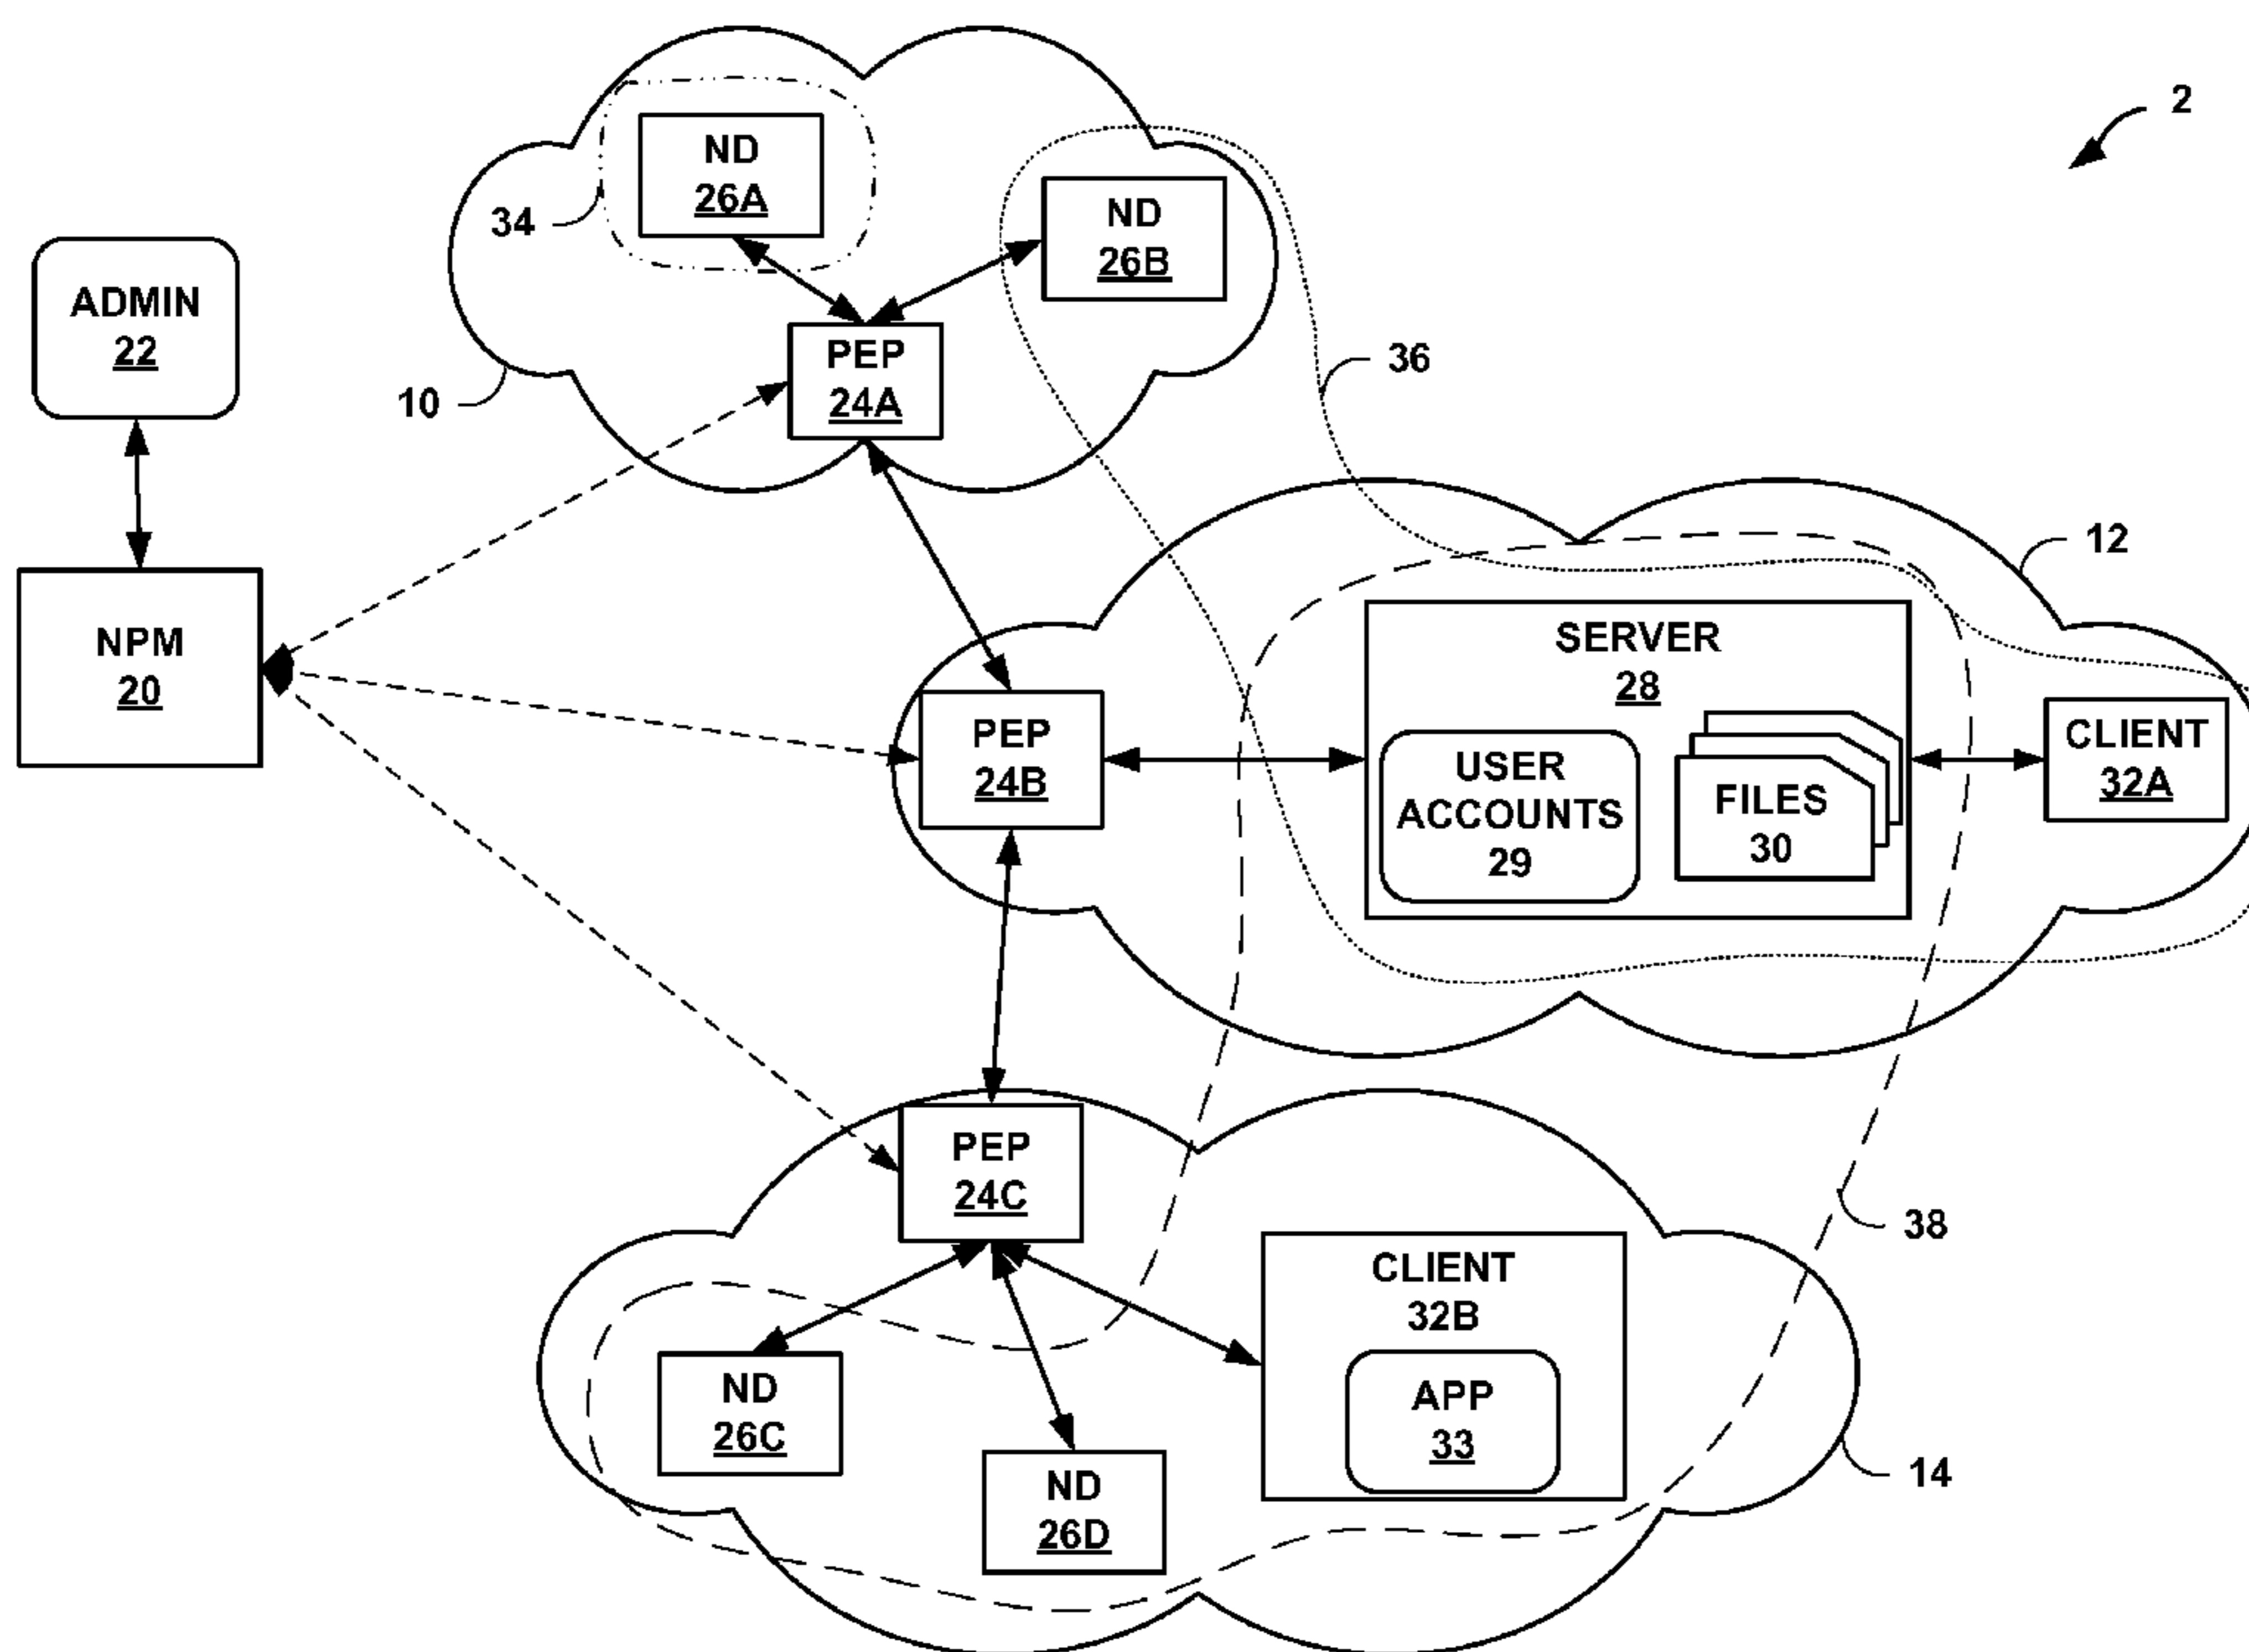 2
ND
26A
34
ND
26B
ADMIN
22
PEP
24A
36
10
12
NPM
20
SERVER
28
PEP
24B
USER
ACCOUNTS
29
FILES
30
CLIENT
32A
PEP
24C
38
CLIENT
32B
ND
26C
APP
33
14
ND
26D